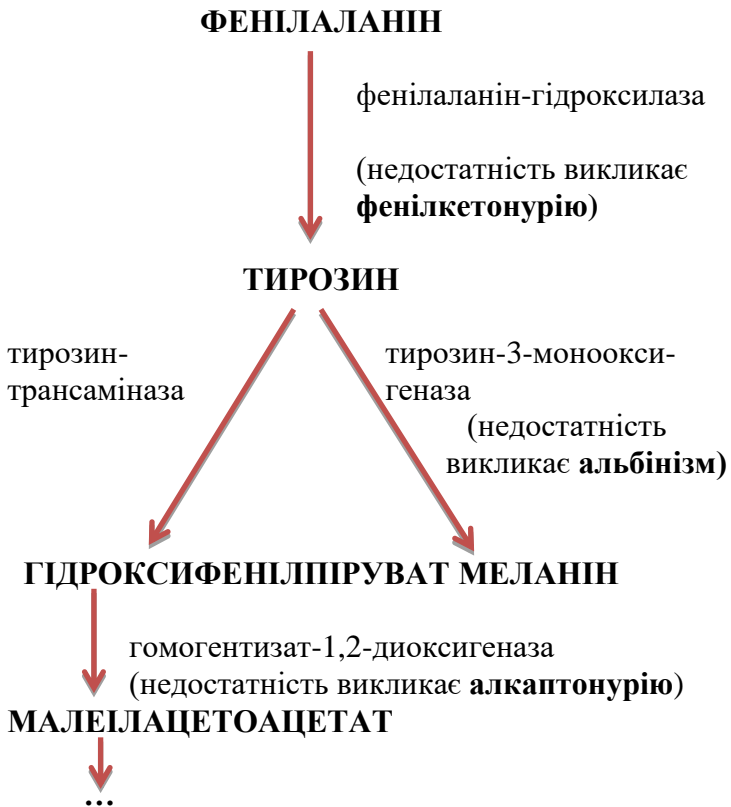 ФЕНІЛАЛАНІН
фенілаланін-гідроксилаза
(недостатність викликає
фенілкетонурію)
ТИРОЗИН
тирозин-
трансаміназа
тирозин-3-моноокси-
геназа
(недостатність
викликає альбінізм)
ГІДРОКСИФЕНІЛПІРУВАТ МЕЛАНІН
гомогентизат-1,2-диоксигеназа
(недостатність викликає алкаптонурію)
МАЛЕІЛАЦЕТОАЦЕТАТ
…